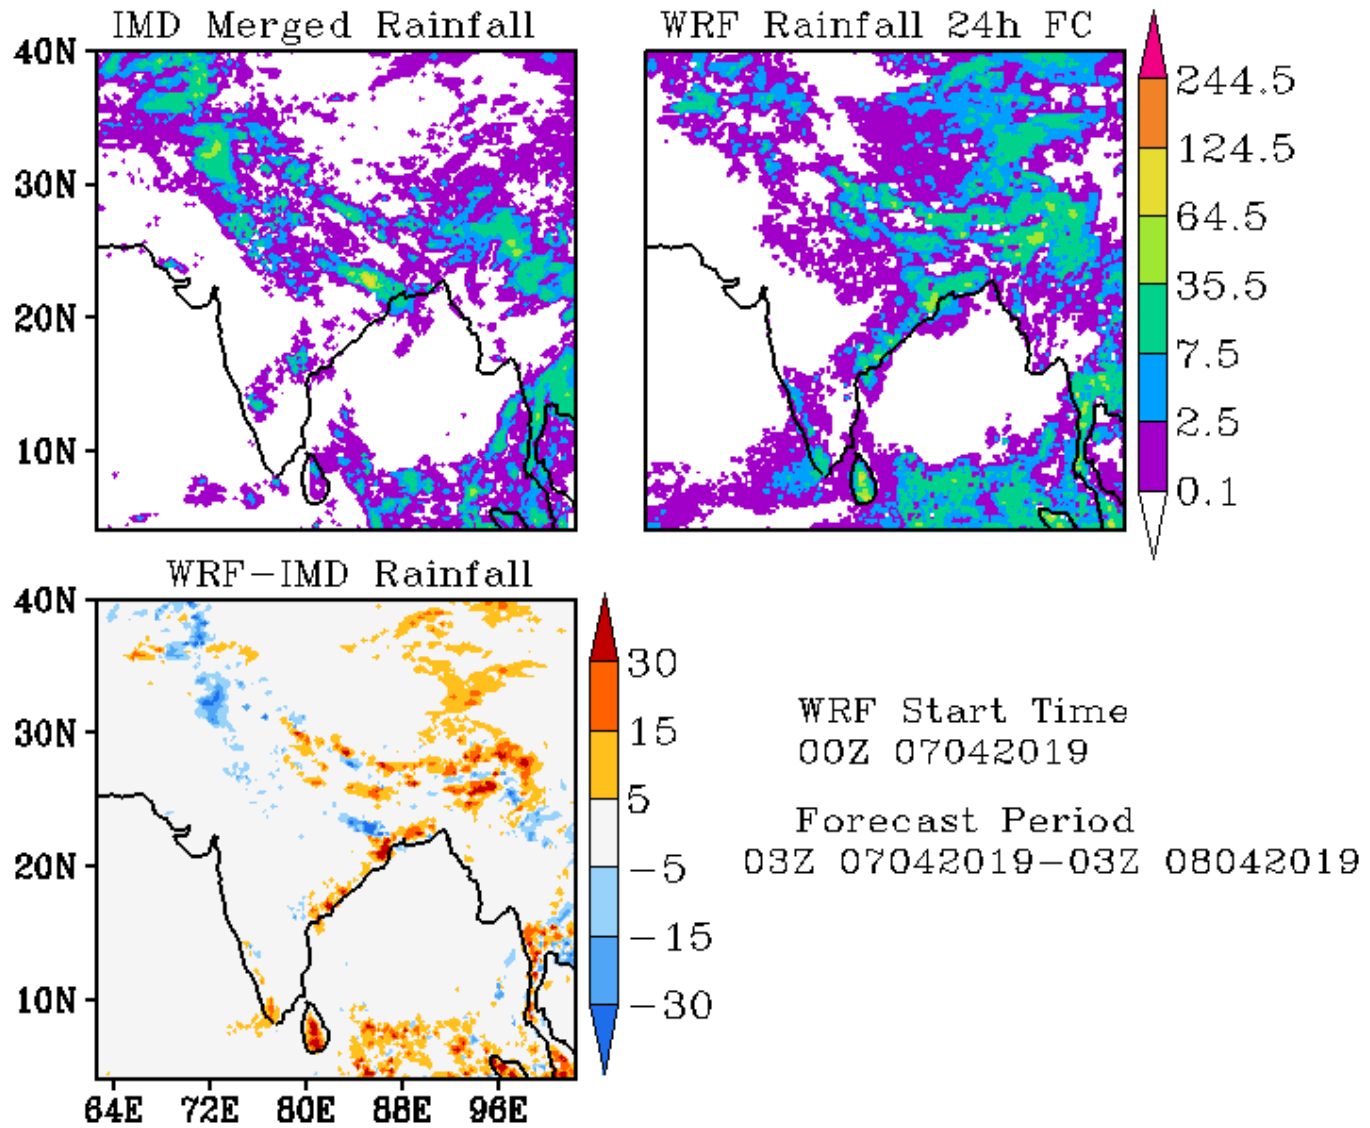 IMD Merged Rainfall
WRF Rainfall 24h FC
40N
30N
20N
10N
244.5
124.5
64.5
35.5
7.5
2.5
0.1
WRF-IMD Rainfall
40N
30N
20N
10N
64E 72E 80E 88E 96E
30
15
5
-5
-15
-30
WRF Start Time
00Z 07042019
Forecast Period
03Z 07042019-03Z 08042019